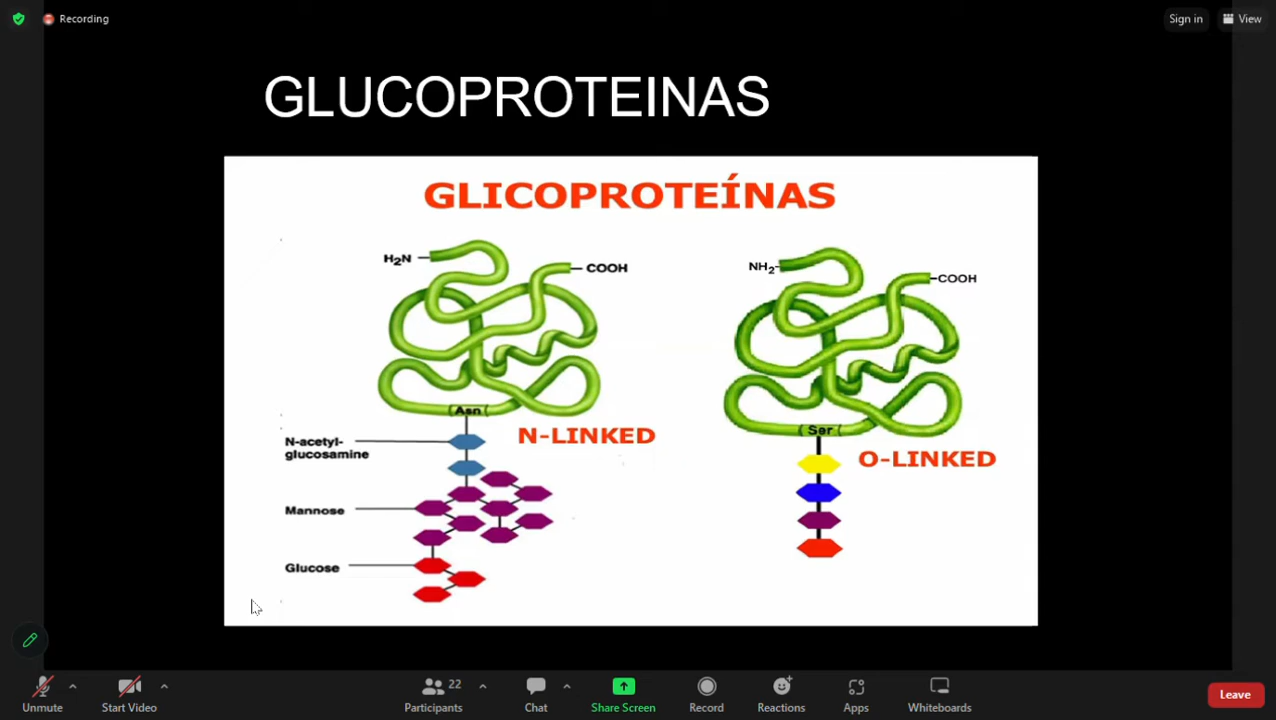 Recording
Sign in
View
GLUCOPROTEINAS
GLICOPROTEÍNAS
H2N
COOH
NH2-
-COOH
(Asn(
N-LINKED
N-acetyl-
glucosamine
Mannose
Glucose
(Ser(
O-LINKED
Unmute
Start Video
22
Participants
Chat
Share Screen
Record
Reactions
Apps
Whiteboards
Leave